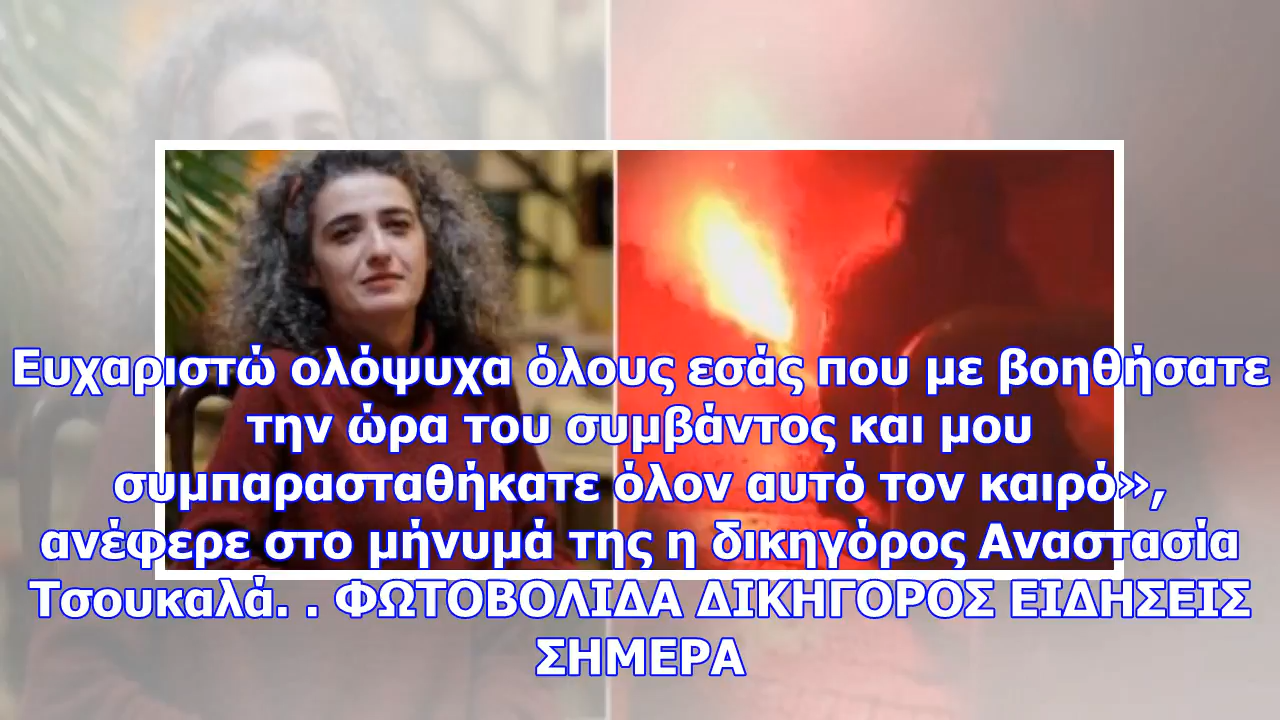 Ευχαριστώ ολόψυχα όλους εσάς που με βοηθήσατε
την ώρα του συμβάντος και μου
συμπαρασταθήκατε όλον αυτό τον καιρό»,
ανέφερε στο μήνυμά της η δικηγόρος Αναστασία
Τσουκαλά. . ΦΩΤΟΒΟΛΙΔΑ ΔΙΚΗΓΟΡΟΣ ΕΙΔΗΣΕΙΣ
ΣΗΜΕΡΑ